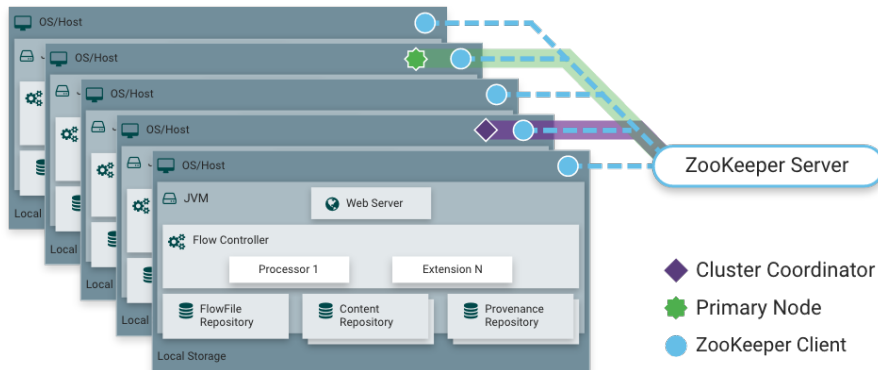 OS/Host
OS/Host
OS/Host
OS/Host
OS/Host
JVM
Web Server
Flow Controller
Processor 1
Extension N
FlowFile
Repository
Content
Repository
Provenance
Repository
Local Storage
Local
Local
Local
Local
ZooKeeper Server
Cluster Coordinator
Primary Node
ZooKeeper Client